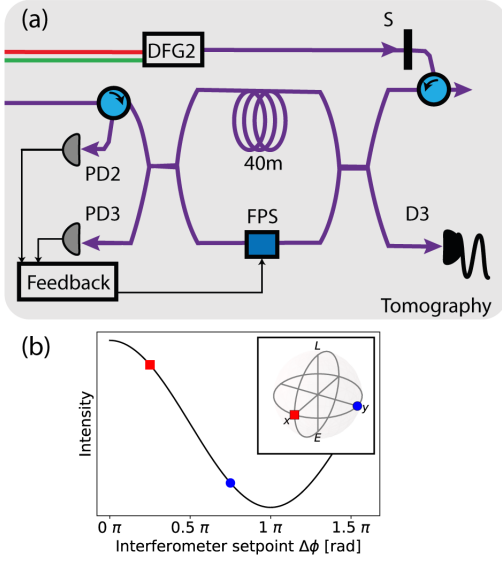 (a)
DFG2
S
40m
PD2
PD3
FPS
D3
Feedback
Tomography
(b)
L
y
x
E
Intensity
0 π 0.5 π 1 π 1.5 π
Interferometer setpoint Δϕ [rad]